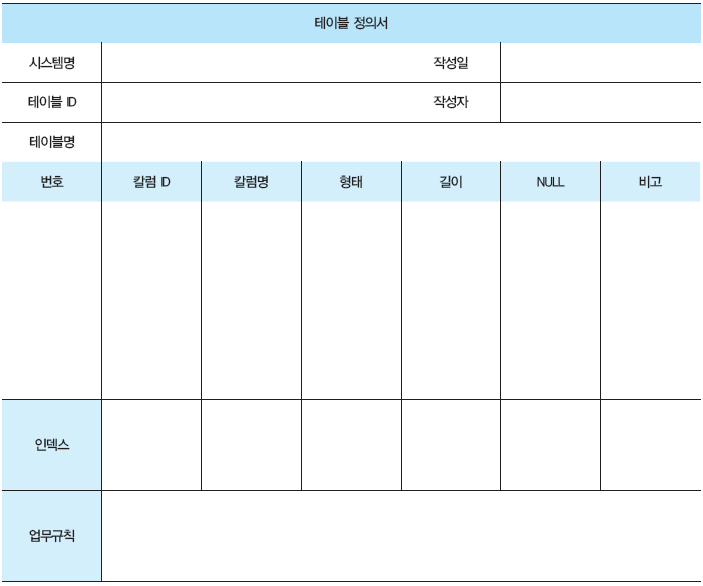 테이블 정의서
시스템명 작성일
테이블 ID 작성자
테이블명
번호 칼럼 ID 칼럼명 형태 길이 NULL 비고
인덱스
업무규칙